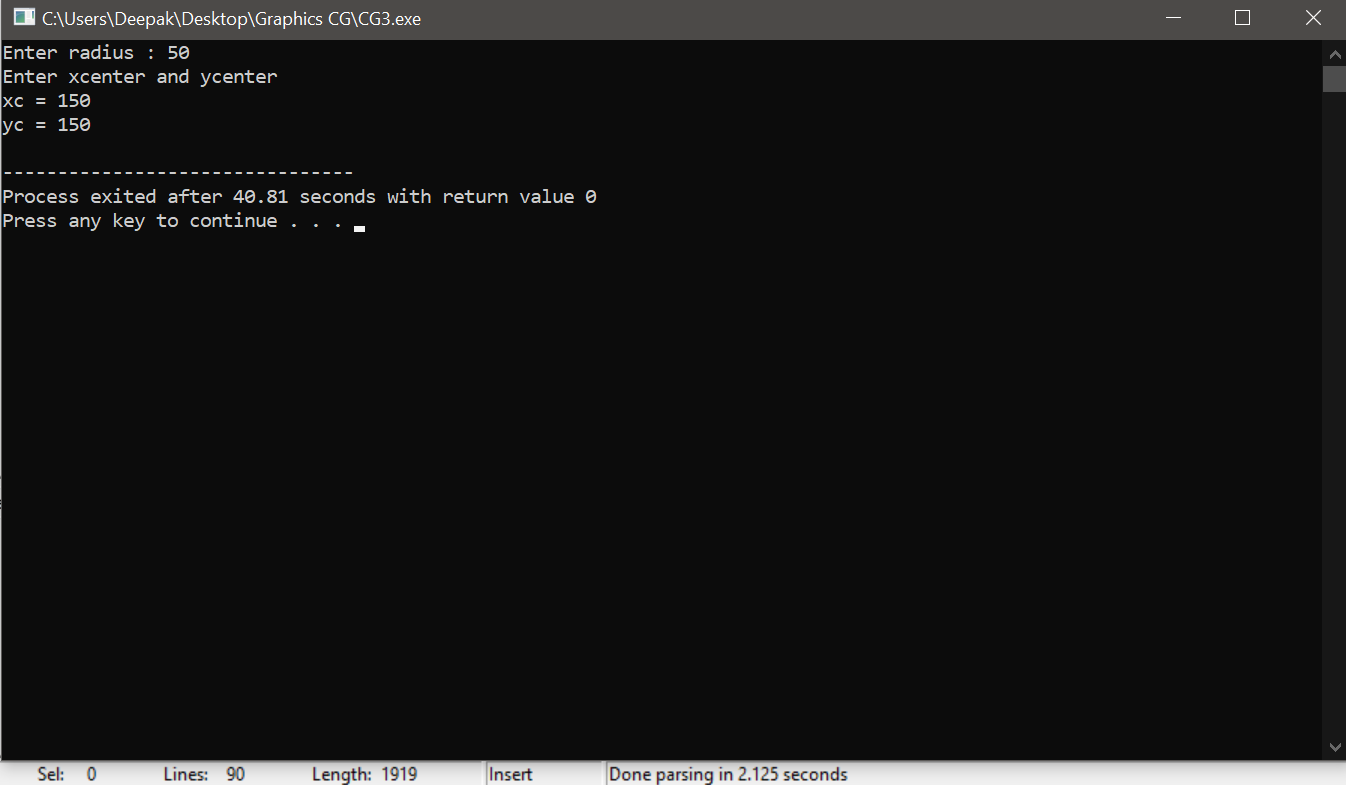 C:\Users\Deepak\Desktop\Graphics CG\CG3.exe
Enter radius : 50
Enter xcenter and ycenter
xc = 150
yc = 150
--------------------------------
Process exited after 40.81 seconds with return value 0
Press any key to continue . . .
Sel: 0 Lines: 90 Length: 1919 Insert Done parsing in 2.125 seconds